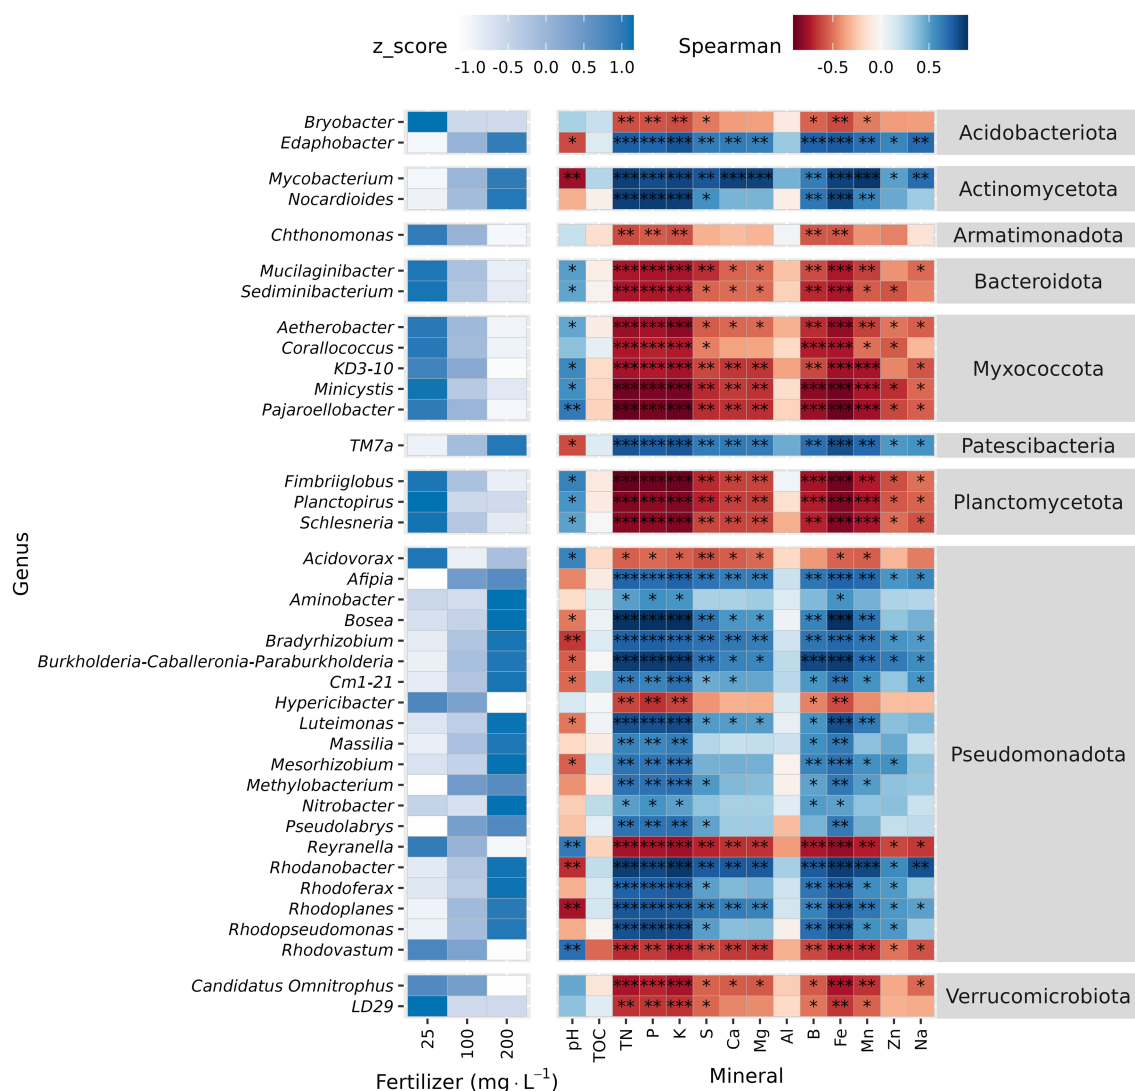 z_score
-1.0 -0.5 0.0 0.5 1.0
Spearman
-0.5 0.0 0.5
Genus
Bryobacter
Edaphobacter
Acidobacteriota
Mycobacterium
Nocardioides
Actinomycetota
Chthonomonas
Armatimonadota
Mucilaginibacter
Sediminibacterium
Bacteroidota
Aetherobacter
Corallococcus
KD3-10
Minicystis
Pajaroellobacter
Myxococcota
TM7a
Patescibacteria
Fimbriiglobus
Planctopirus
Schlesneria
Planctomycetota
Acidovorax
Afipia
Aminobacter
Bosea
Bradyrhizobium
Burkholderia-Caballeronia-Paraburkholderia
Cm1-21
Hypericibacter
Luteimonas
Massilia
Mesorhizobium
Methylobacterium
Nitrobacter
Pseudolabrys
Reyranella
Rhodanobacter
Rhodoferax
Rhodoplanes
Rhodopseudomonas
Rhodovastum
Pseudomonadota
Candidatus Omnitrophus
LD29
Verrucomicrobiota
25 100 200
pH TOC TN P K S Ca Mg Al B Fe Mn Zn Na
Fertilizer (mg·L⁻¹)
Mineral